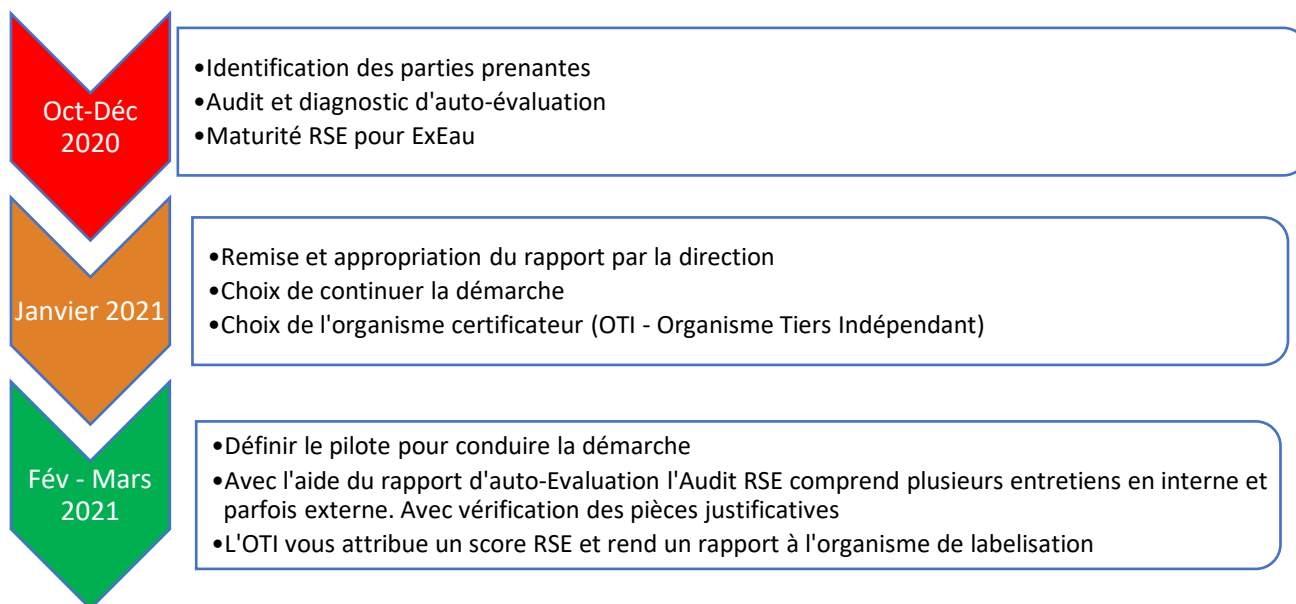 Oct-Déc
2020
•Identification des parties prenantes
•Audit et diagnostic d'auto-évaluation
•Maturité RSE pour ExEau
Janvier 2021
•Remise et appropriation du rapport par la direction
•Choix de continuer la démarche
•Choix de l'organisme certificateur (OTI - Organisme Tiers Indépendant)
Fév - Mars
2021
•Définir le pilote pour conduire la démarche
•Avec l'aide du rapport d'auto-Evaluation l'Audit RSE comprend plusieurs entretiens en interne et
parfois externe. Avec vérification des pièces justificatives
•L'OTI vous attribue un score RSE et rend un rapport à l'organisme de labelisation